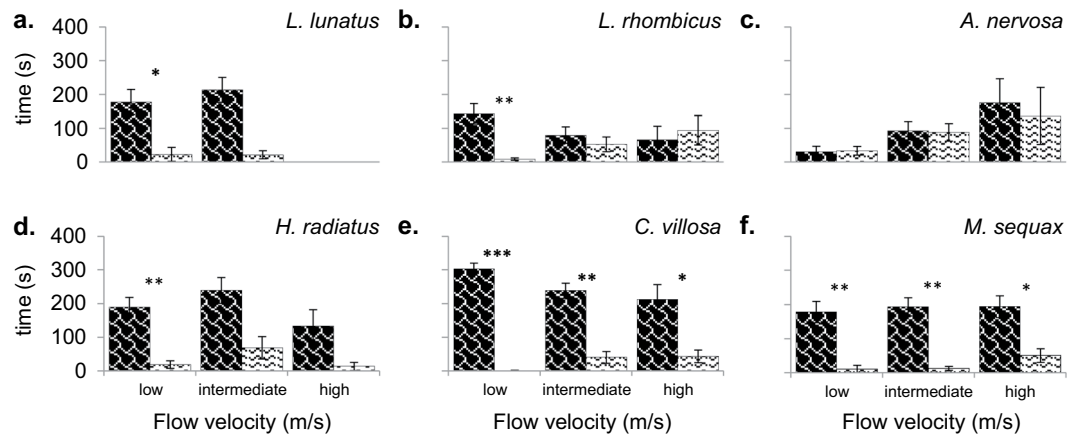 a. L. lunatus b. L. rhombicus c. A. nervosa
400
300
200
100
0
time (s)
*
**
d. H. radiatus e. C. villosa f. M. sequax
400
300
200
100
0
time (s)
** *** ** * ** ** *
low intermediate high low intermediate high low intermediate high
Flow velocity (m/s) Flow velocity (m/s) Flow velocity (m/s)